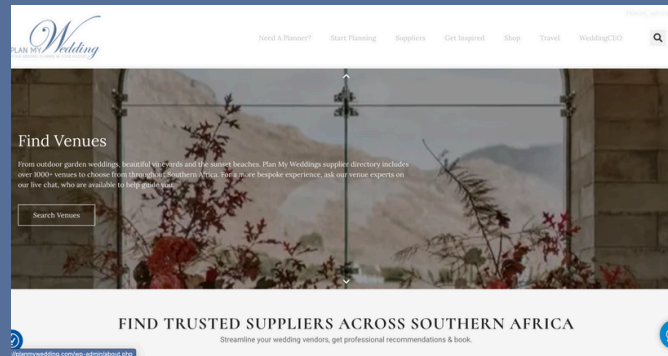 PLAN MY Wedding
Need A Planner? Start Planning Suppliers Get Inspired Shop Travel WeddingCEO
Find Venues
From outdoor garden weddings, beautiful vineyards and the sunset beaches. Plan My Weddings supplier directory includes
over 1000+ venues to choose from throughout Southern Africa. For a more bespoke experience, ask our venue experts on
our live chat, who are available to help guide you.
Search Venues
FIND TRUSTED SUPPLIERS ACROSS SOUTHERN AFRICA
Streamline your wedding vendors, get professional recommendations & book.
//planmywedding.com/wp-admin/about.php